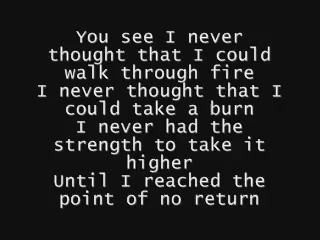 You see I never
thought that I could
walk through fire
I never thought that I
could take a burn
I never had the
strength to take it
higher
Until I reached the
point of no return